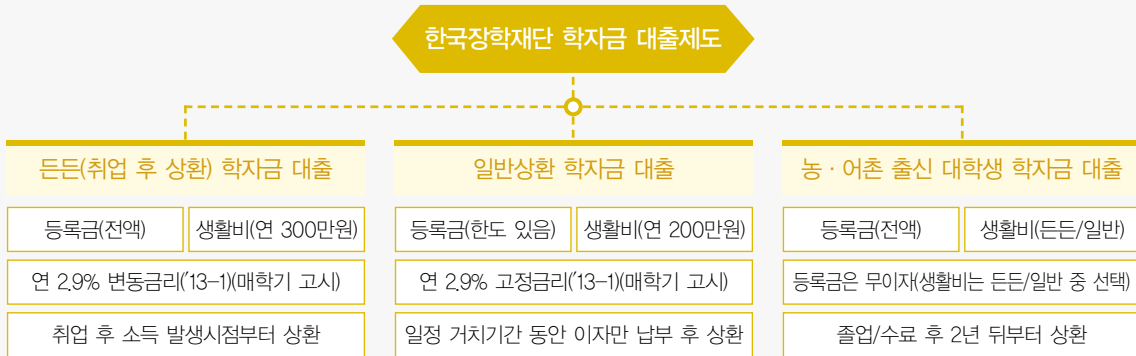 한국장학재단 학자금 대출제도
든든(취업 후 상환) 학자금 대출
등록금(전액)
생활비(연 300만원)
연 2.9% 변동금리('13-1)(매학기 고시)
취업 후 소득 발생시점부터 상환
일반상환 학자금 대출
등록금(한도 있음)
생활비(연 200만원)
연 2.9% 고정금리('13-1)(매학기 고시)
일정 거치기간 동안 이자만 납부 후 상환
농·어촌 출신 대학생 학자금 대출
등록금(전액)
생활비(든든/일반)
등록금은 무이자(생활비는 든든/일반 중 선택)
졸업/수료 후 2년 뒤부터 상환